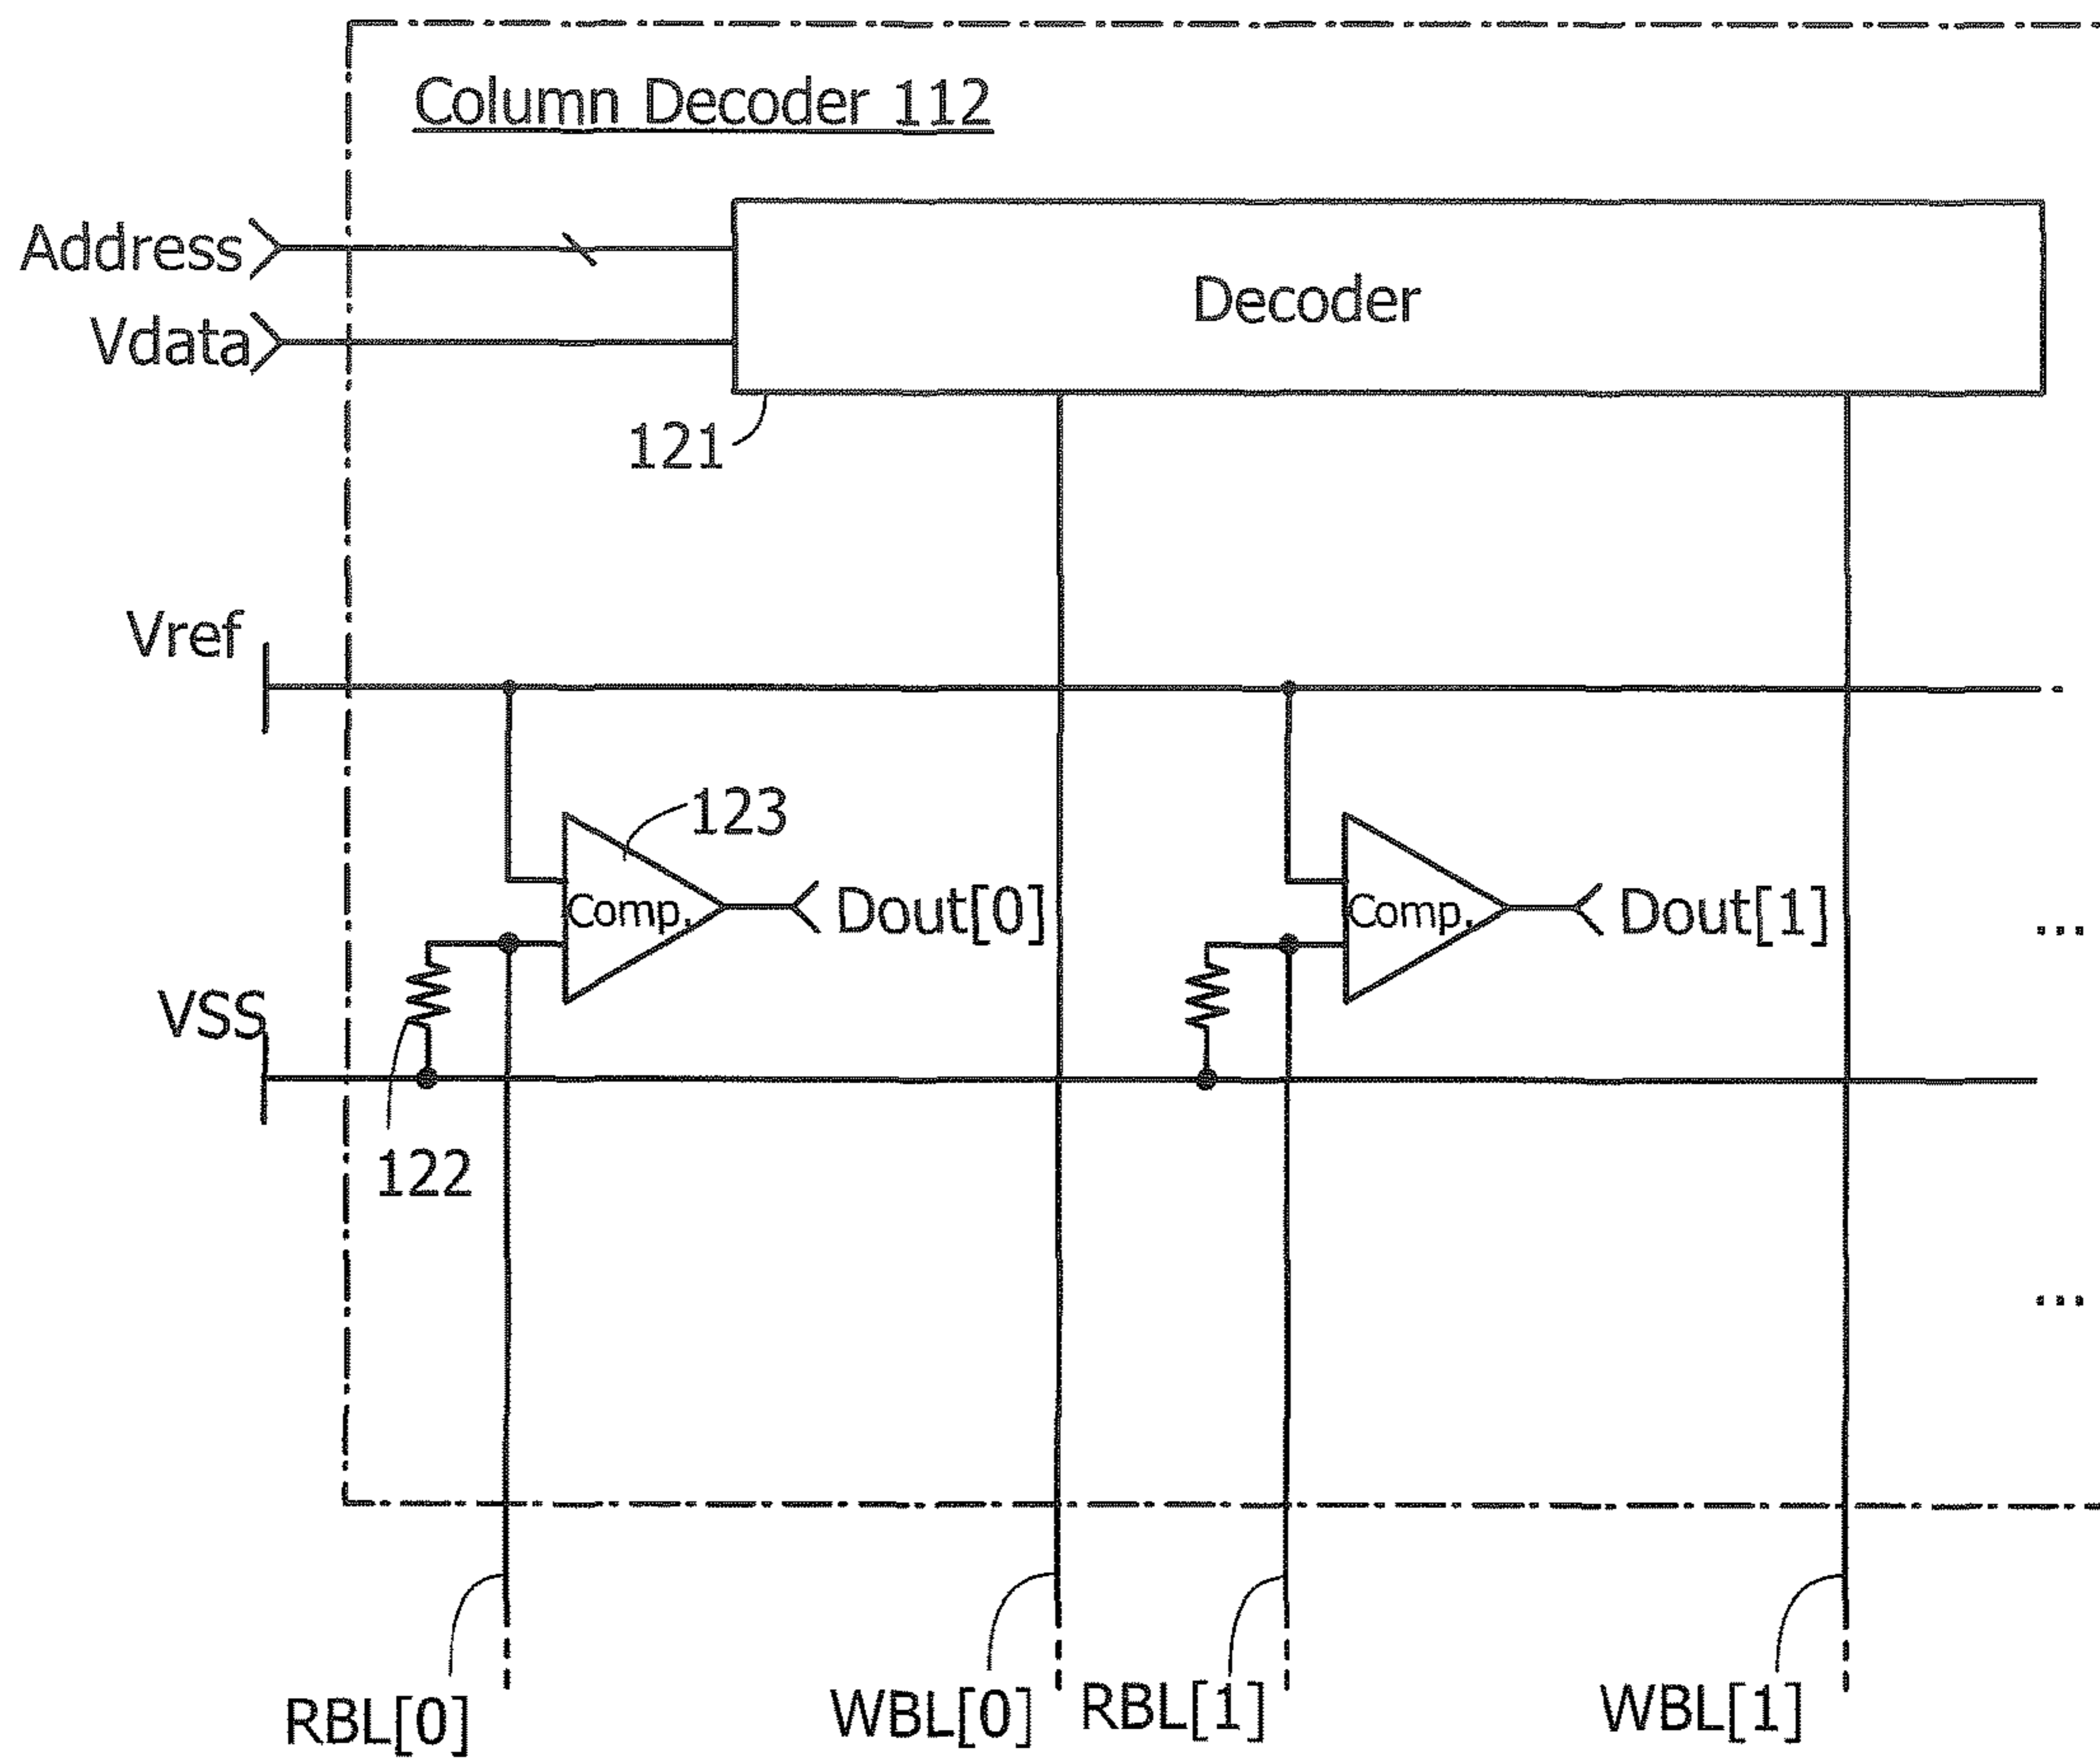 Column Decoder 112
Address
Decoder
Vdata
121
Vref
123
Comp.
Dout[0]
Comp.
Dout[1]
...
VSS
122
...
RBL[0]
WBL[0]
RBL[1]
WBL[1]